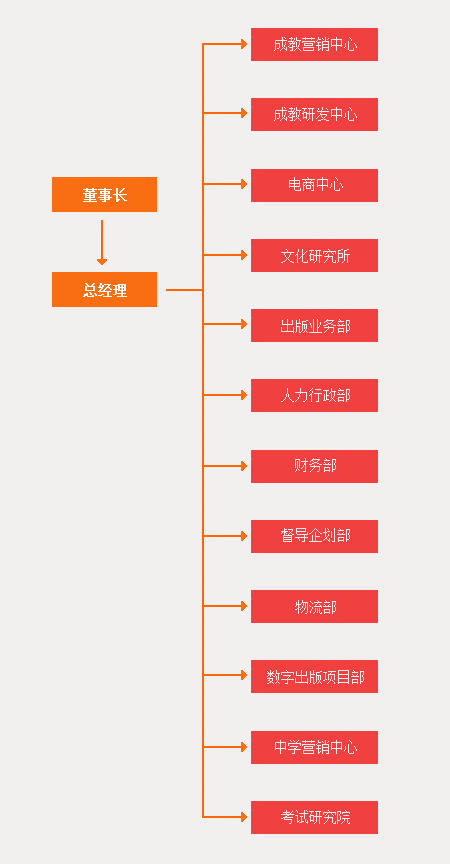 董事长
总经理
成教营销中心
成教研发中心
电商中心
文化研究所
出版业务部
人力行政部
财务部
督导企划部
物流部
数字出版项目部
中学营销中心
考试研究院